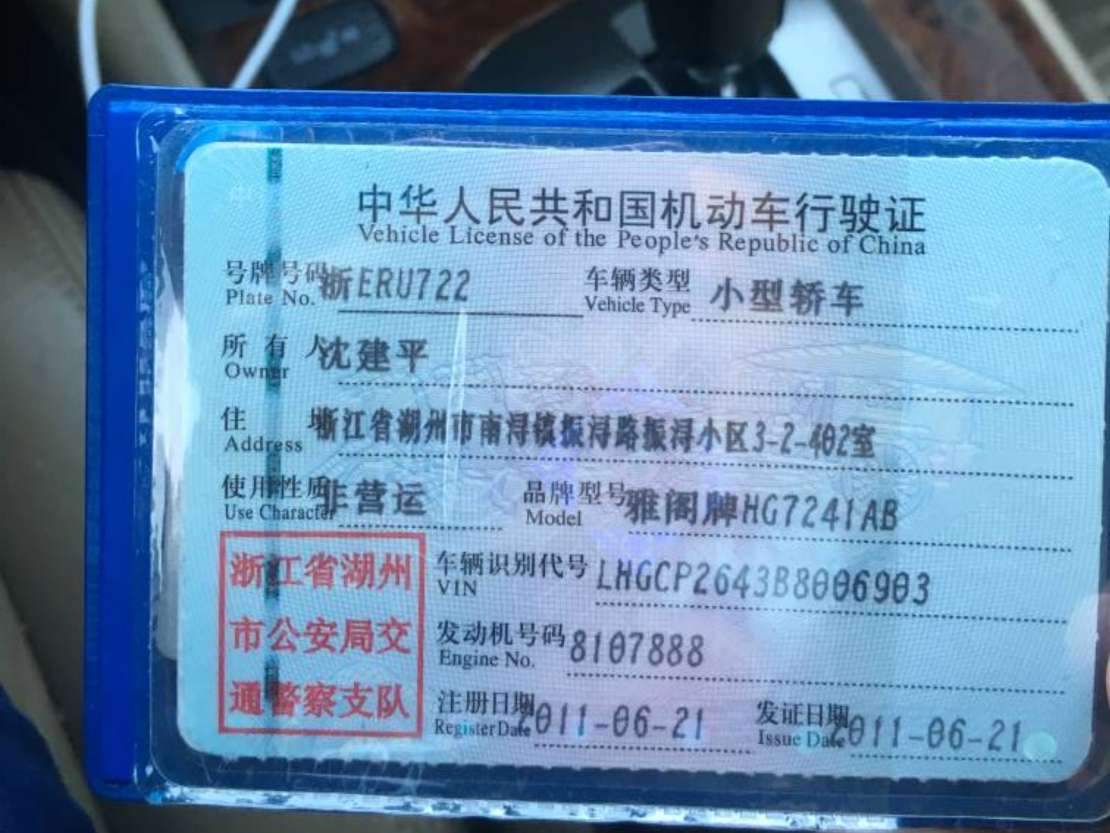 中华人民共和国机动车行驶证
Vehicle License of the People's Republic of China
号牌号码 浙ERU722 车辆类型 小型轿车
Plate No. Vehicle Type
所有人 沈建平
Owner
住址 浙江省湖州市南浔镇振浔路振浔小区3-2-402室
Address
使用性质 非营运 品牌型号 雅阁牌HG7241AB
Use Character Model
浙江省湖州
市公安局交
通警察支队
车辆识别代号 LHGCP2643B8006903
VIN
发动机号码 8107888
Engine No.
注册日期 2011-06-21 发证日期 2011-06-21
Register Date Issue Date